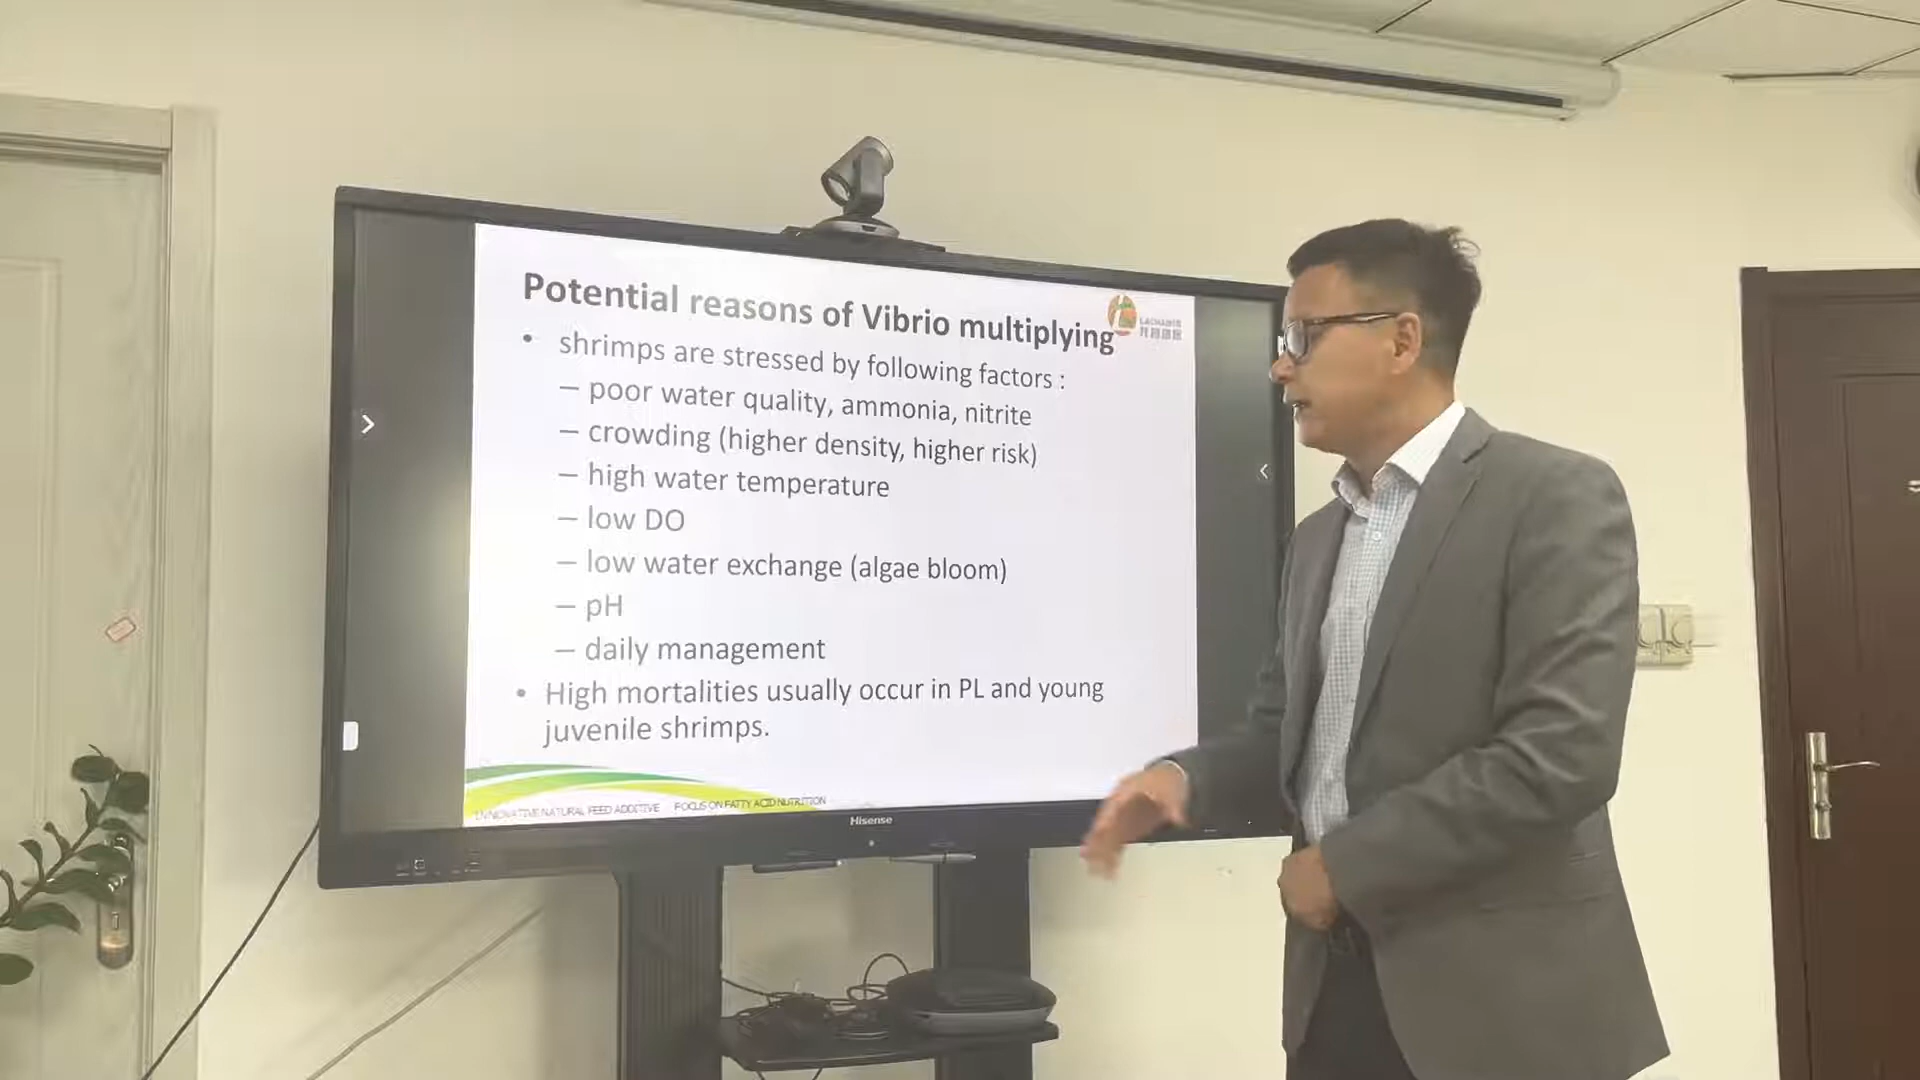 Potential reasons of Vibrio multiplying
• shrimps are stressed by following factors :
– poor water quality, ammonia, nitrite
– crowding (higher density, higher risk)
– high water temperature
– low DO
– low water exchange (algae bloom)
– pH
– daily management
• High mortalities usually occur in PL and young
juvenile shrimps.
INNOVATIVE NATURAL FEED ADDITIVE FOCUS ON FATTY ACID NUTRITION
Hisense